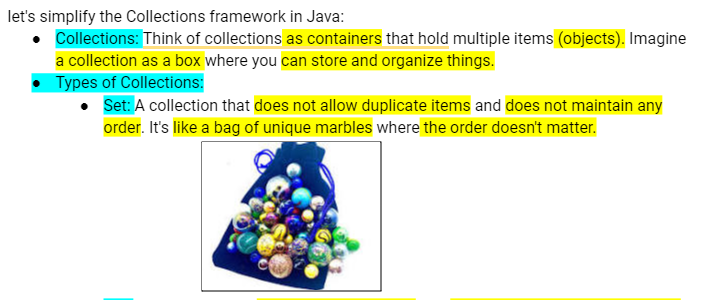 let's simplify the Collections framework in Java:
● Collections: Think of collections as containers that hold multiple items (objects). Imagine
a collection as a box where you can store and organize things.
● Types of Collections:
● Set: A collection that does not allow duplicate items and does not maintain any
order. It's like a bag of unique marbles where the order doesn't matter.